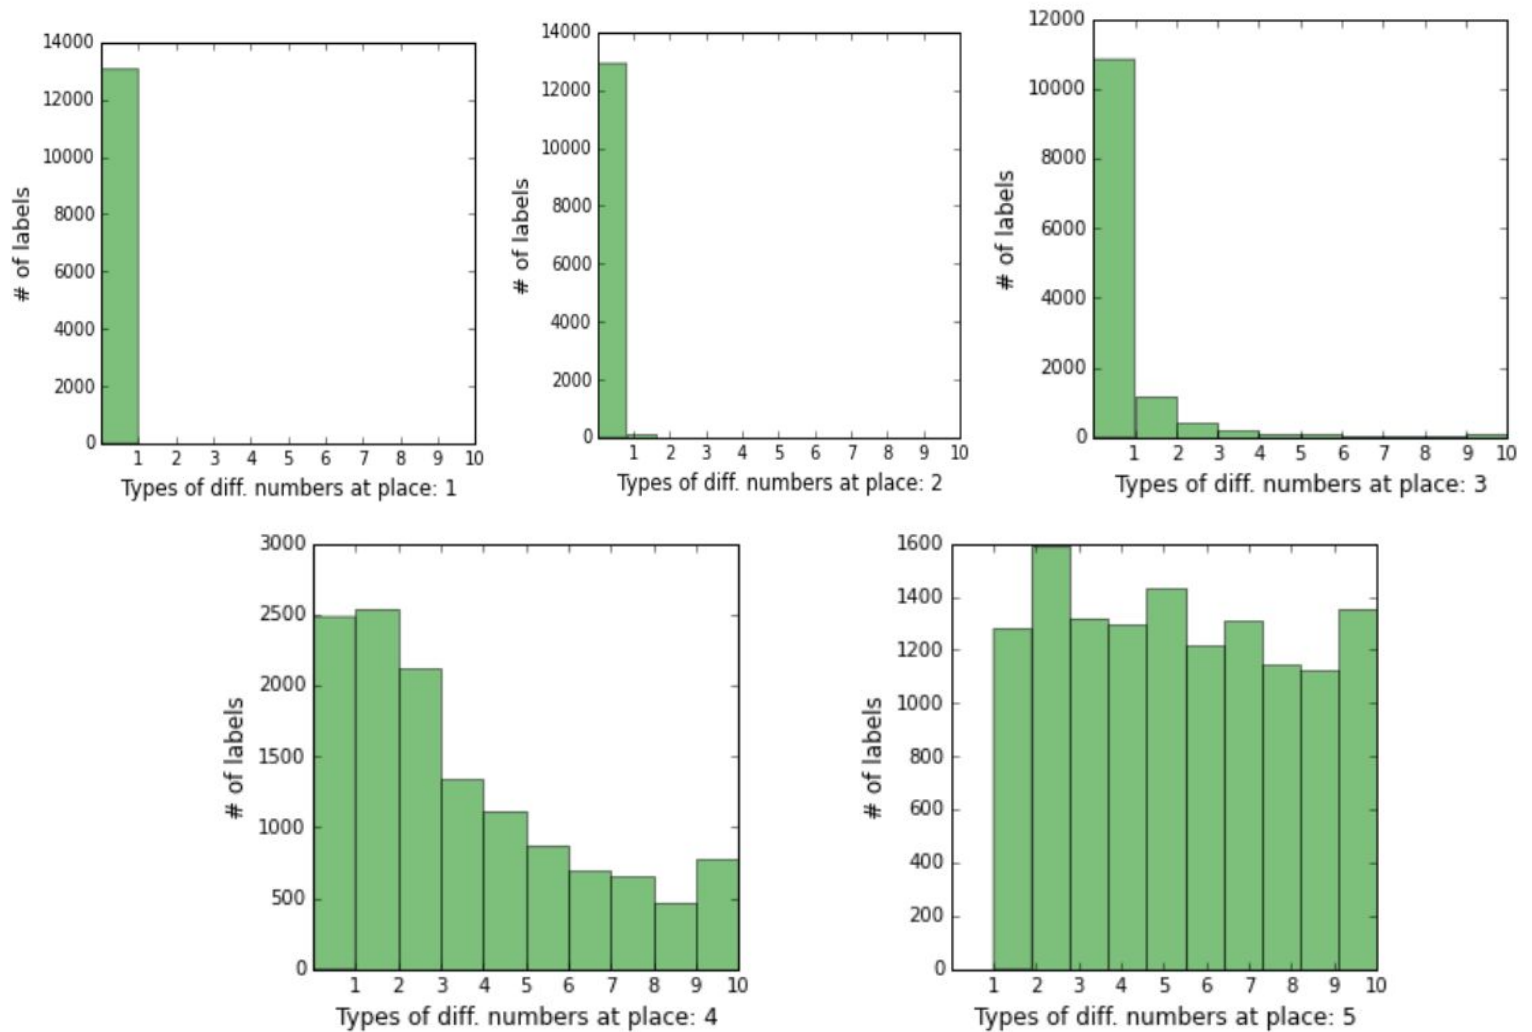 14000
12000
10000
8000
6000
4000
2000
0
# of labels
1 2 3 4 5 6 7 8 9 10
Types of diff. numbers at place: 1
14000
12000
10000
8000
6000
4000
2000
0
# of labels
1 2 3 4 5 6 7 8 9 10
Types of diff. numbers at place: 2
12000
10000
8000
6000
4000
2000
0
# of labels
1 2 3 4 5 6 7 8 9 10
Types of diff. numbers at place: 3
3000
2500
2000
1500
1000
500
0
# of labels
1 2 3 4 5 6 7 8 9 10
Types of diff. numbers at place: 4
1600
1400
1200
1000
800
600
400
200
0
# of labels
1 2 3 4 5 6 7 8 9 10
Types of diff. numbers at place: 5